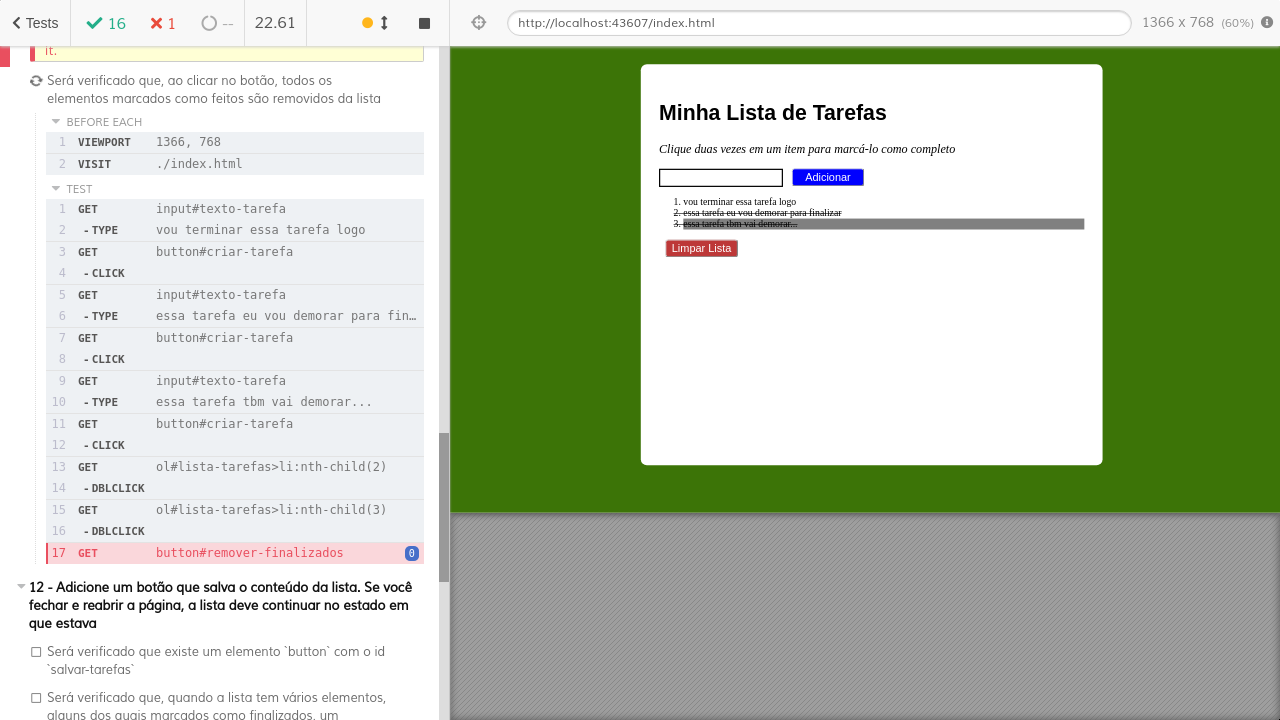 Tests 16 1 -- 22.61
it.
Será verificado que, ao clicar no botão, todos os
elementos marcados como feitos são removidos da lista
BEFORE EACH
1 VIEWPORT 1366, 768
2 VISIT ./index.html
TEST
1 GET input#texto-tarefa
2 -TYPE vou terminar essa tarefa logo
3 GET button#criar-tarefa
4 -CLICK
5 GET input#texto-tarefa
6 -TYPE essa tarefa eu vou demorar para fin…
7 GET button#criar-tarefa
8 -CLICK
9 GET input#texto-tarefa
10 -TYPE essa tarefa tbm vai demorar...
11 GET button#criar-tarefa
12 -CLICK
13 GET ol#lista-tarefas>li:nth-child(2)
14 -DBLCLICK
15 GET ol#lista-tarefas>li:nth-child(3)
16 -DBLCLICK
17 GET button#remover-finalizados 0
12 - Adicione um botão que salva o conteúdo da lista. Se você
fechar e reabrir a página, a lista deve continuar no estado em
que estava
Será verificado que existe um elemento `button` com o id
`salvar-tarefas`
Será verificado que, quando a lista tem vários elementos,
alguns dos quais marcados como finalizados, um
http://localhost:43607/index.html 1366 x 768 (60%)
Minha Lista de Tarefas
Clique duas vezes em um item para marcá-lo como completo
Adicionar
1. vou terminar essa tarefa logo
2. essa tarefa eu vou demorar para finalizar
3. essa tarefa tbm vai demorar...
Limpar Lista